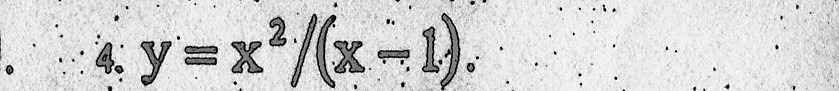 4. y = x²/(x − 1).